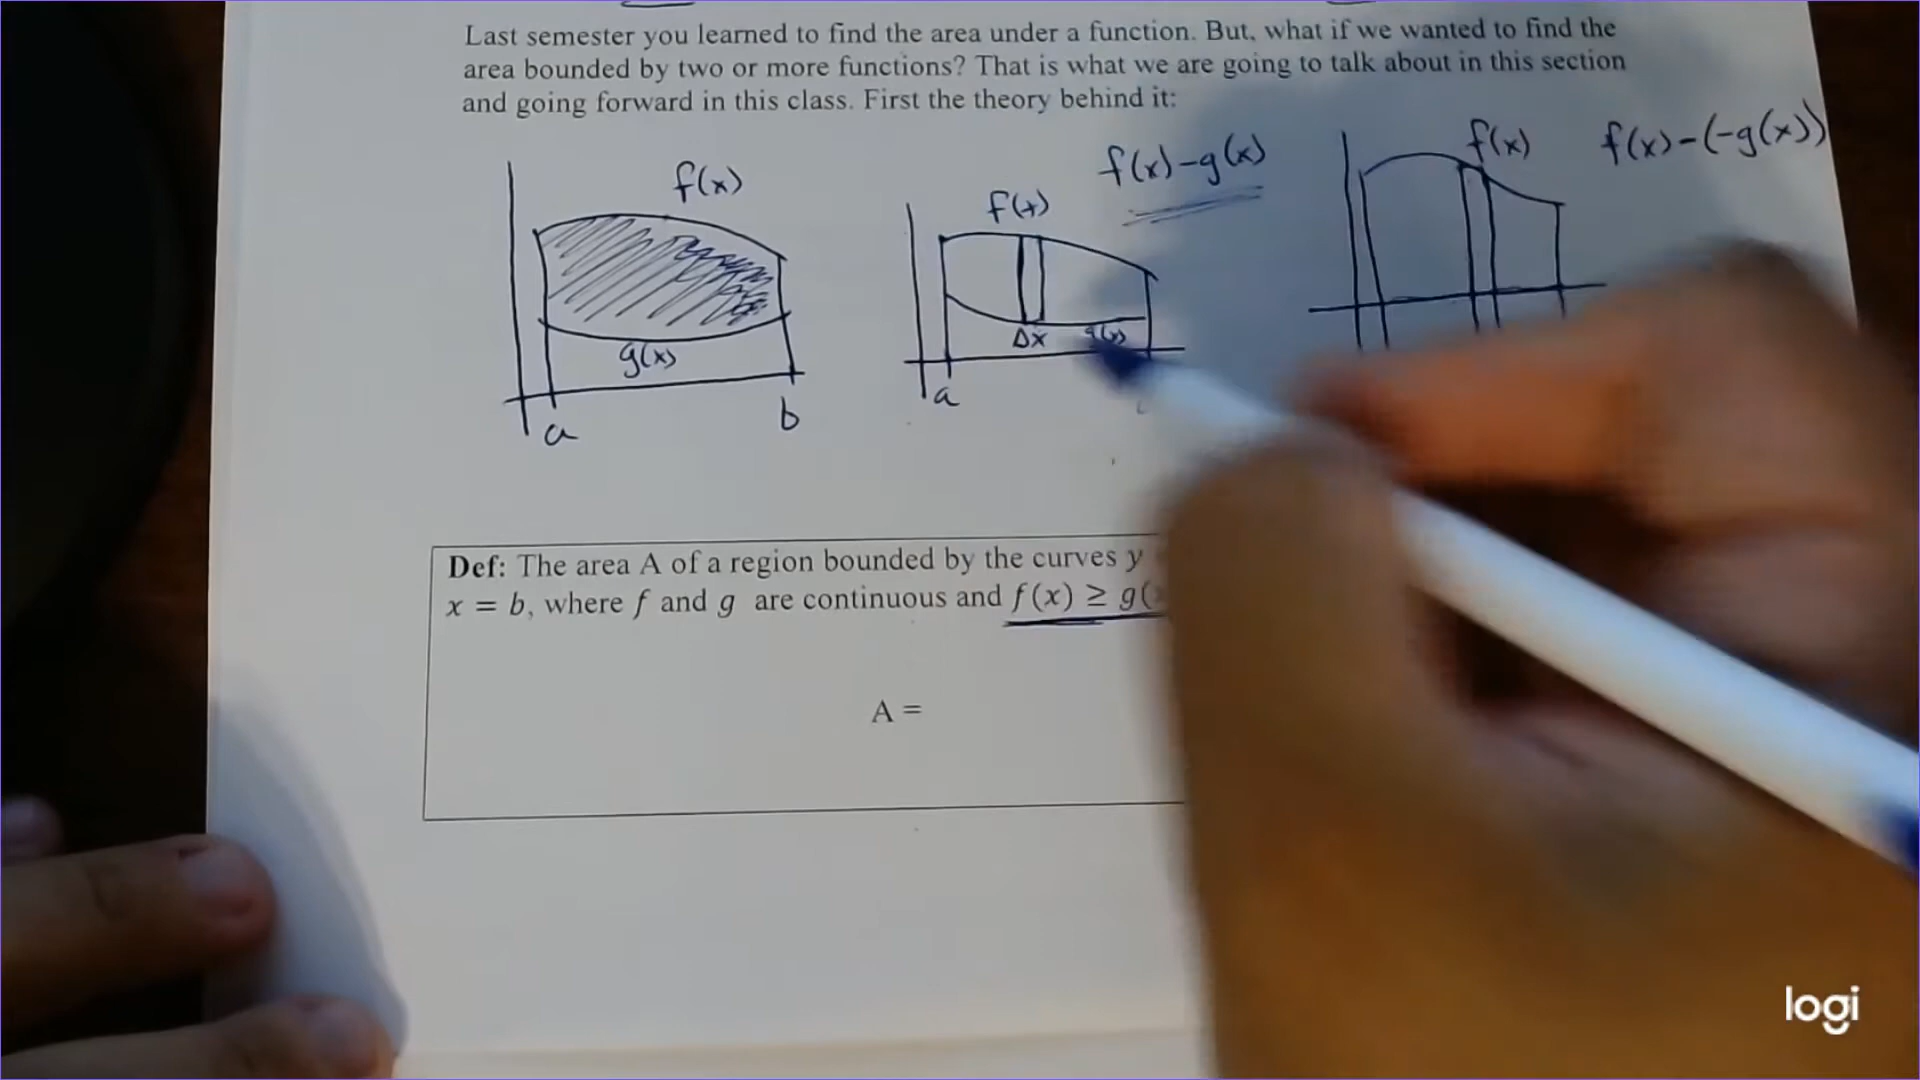 Last semester you learned to find the area under a function. But, what if we wanted to find the
area bounded by two or more functions? That is what we are going to talk about in this section
and going forward in this class. First the theory behind it:
f(x)
g(x)
a
b
f(x)
f(x)-g(x)
Δx
g(x)
a
f(x)
f(x)-(-g(x))
Def: The area A of a region bounded by the curves y
x = b, where f and g are continuous and f(x) ≥ g(
A =
logi